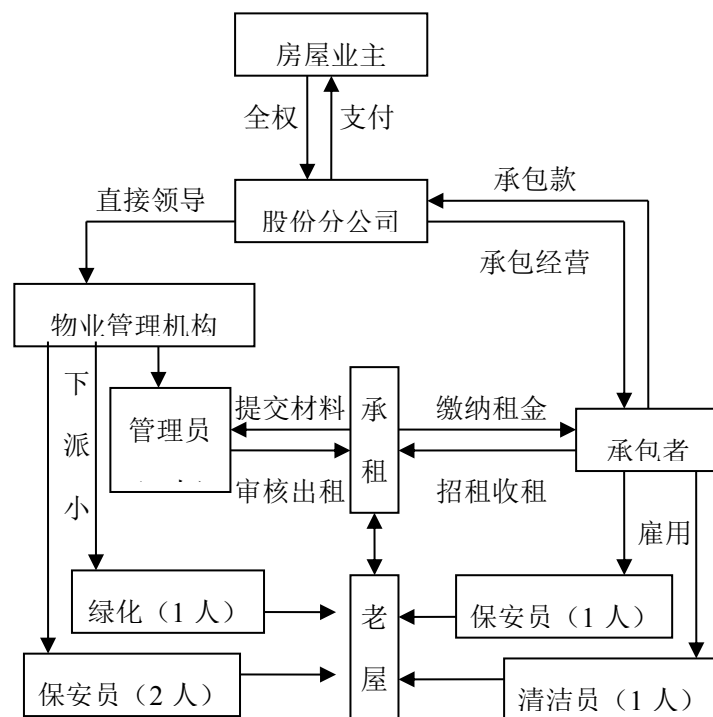 房屋业主
全权
支付
直接领导
股份分公司
承包款
承包经营
物业管理机构
下
派
小
管理员
提交材料
审核出租
承
租
缴纳租金
招租收租
承包者
雇用
绿化（1 人）
老
屋
保安员（1 人）
保安员（2 人）
清洁员（1 人）